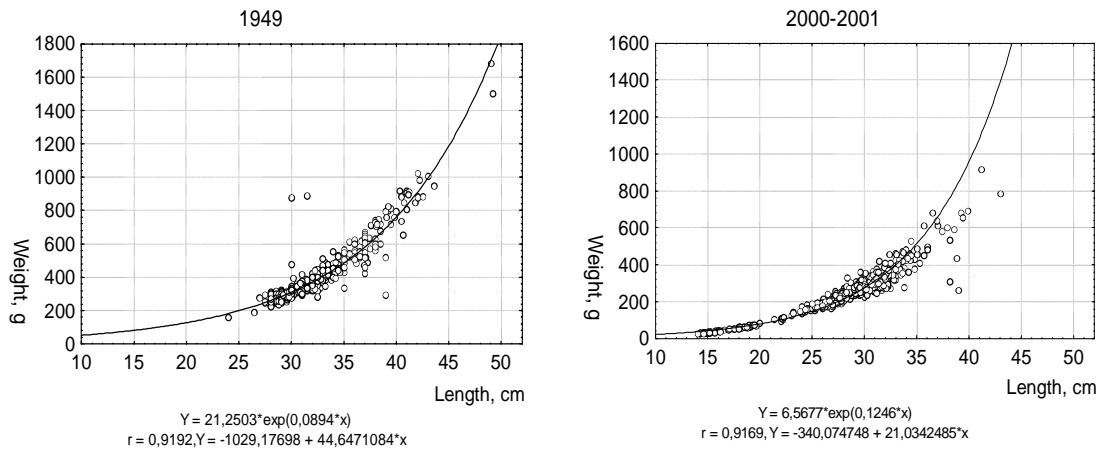 1949
1800
1600
1400
1200
1000
800
600
400
200
0
Weight, g
10 15 20 25 30 35 40 45 50
Length, cm
Y = 21,2503*exp(0,0894*x)
r = 0,9192,Y = -1029,17698 + 44,6471084*x
2000-2001
1600
1400
1200
1000
800
600
400
200
0
Weight, g
10 15 20 25 30 35 40 45 50
Length, cm
Y = 6,5677*exp(0,1246*x)
r = 0,9169, Y = -340,074748 + 21,0342485*x